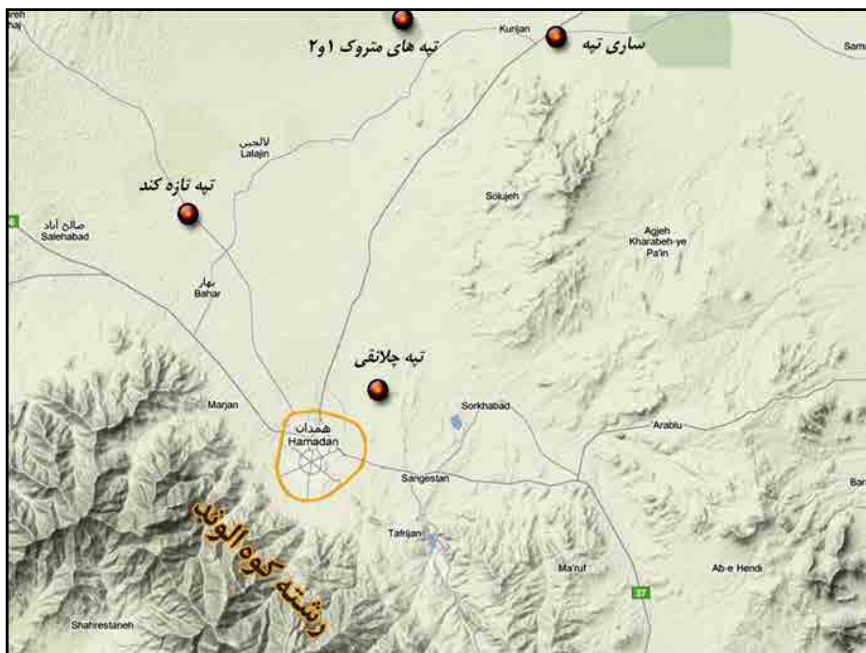 تپه های متروک ۱و۲
Kurijan
ساری تپه
لالجین
Lalajin
تپه تازه کند
Solujeh
صالح آباد
Salehabad
Agjeh
Kharabeh-ye
Pa'in
بهار
Bahar
تپه چلانقی
Marjan
Sorkhabad
همدان
Hamadan
Arablu
Sangestan
رشته کوه الوند
Tafrijan
Ma'ruf
Ab-e Hendi
37
Shahrestaneh